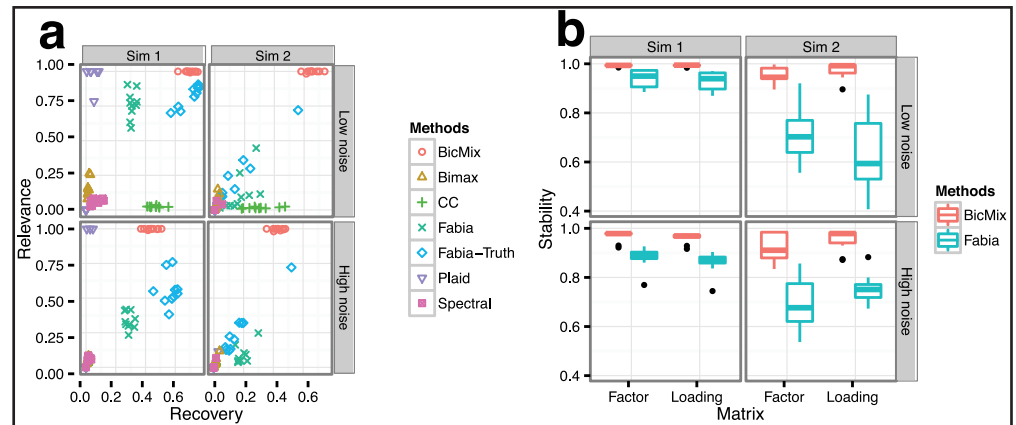 a
Sim 1
Sim 2
1.00
0.75
0.50
0.25
0.00
Low noise
1.00
0.75
0.50
0.25
0.00
High noise
Relevance
0.0 0.2 0.4 0.6 0.0 0.2 0.4 0.6
Recovery
Methods
BicMix
Bimax
CC
Fabia
Fabia−Truth
Plaid
Spectral
b
Sim 1
Sim 2
1.0
0.8
0.6
0.4
Low noise
1.0
0.8
0.6
0.4
High noise
Stability
Factor Loading Factor Loading
Matrix
Methods
BicMix
Fabia